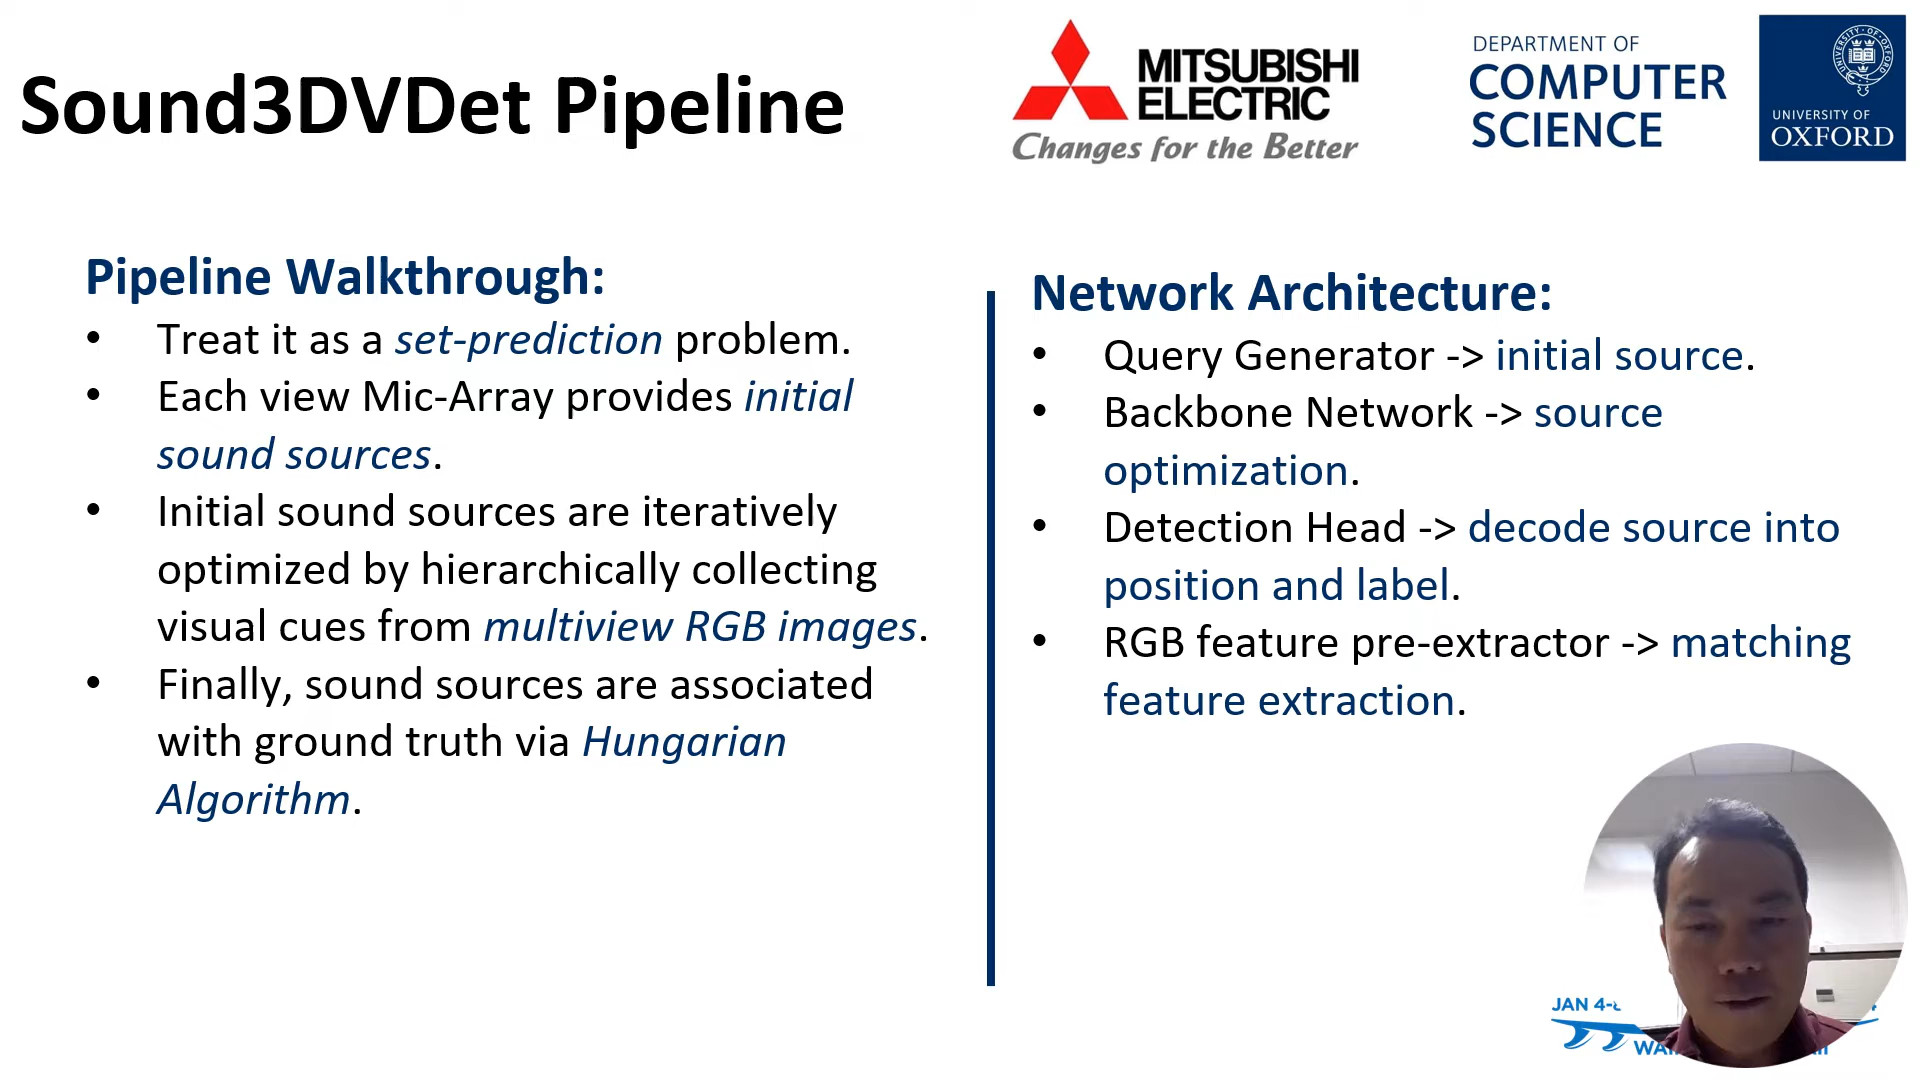 Sound3DVDet Pipeline
MITSUBISHI
ELECTRIC
Changes for the Better
DEPARTMENT OF
COMPUTER
SCIENCE
UNIVERSITY OF
OXFORD
Pipeline Walkthrough:
• Treat it as a set-prediction problem.
• Each view Mic-Array provides initial
sound sources.
• Initial sound sources are iteratively
optimized by hierarchically collecting
visual cues from multiview RGB images.
• Finally, sound sources are associated
with ground truth via Hungarian
Algorithm.
Network Architecture:
• Query Generator -> initial source.
• Backbone Network -> source
optimization.
• Detection Head -> decode source into
position and label.
• RGB feature pre-extractor -> matching
feature extraction.
JAN 4-